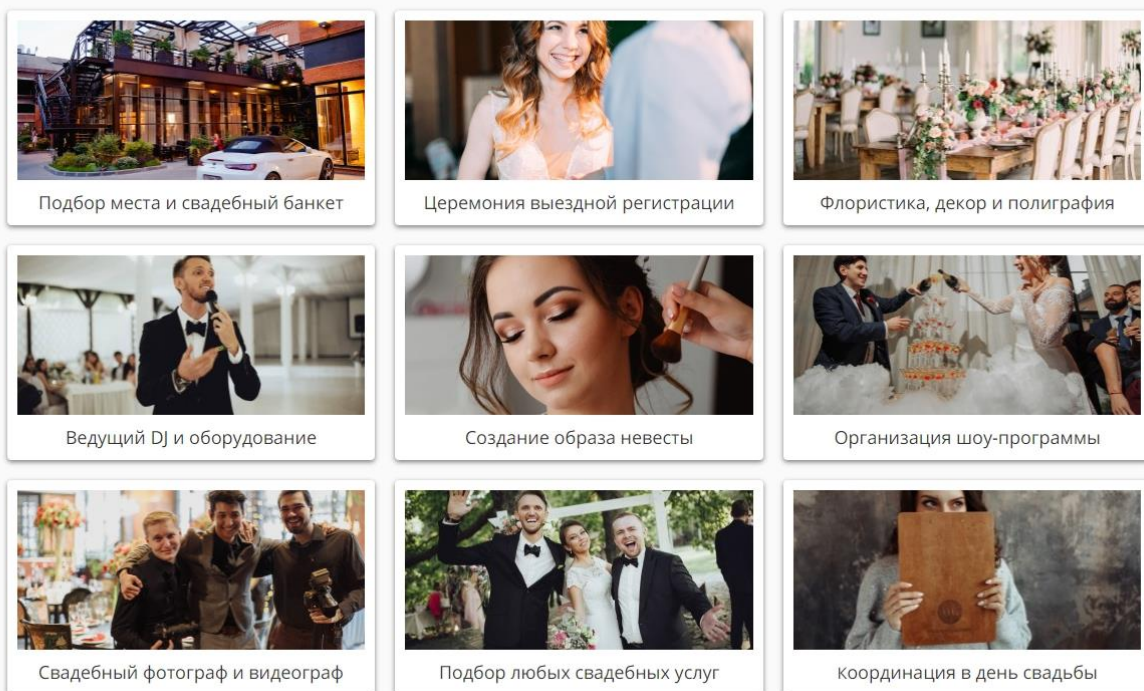 Подбор места и свадебный банкет
Церемония выездной регистрации
Флористика, декор и полиграфия
Ведущий DJ и оборудование
Создание образа невесты
Организация шоу-программы
Свадебный фотограф и видеограф
Подбор любых свадебных услуг
Координация в день свадьбы